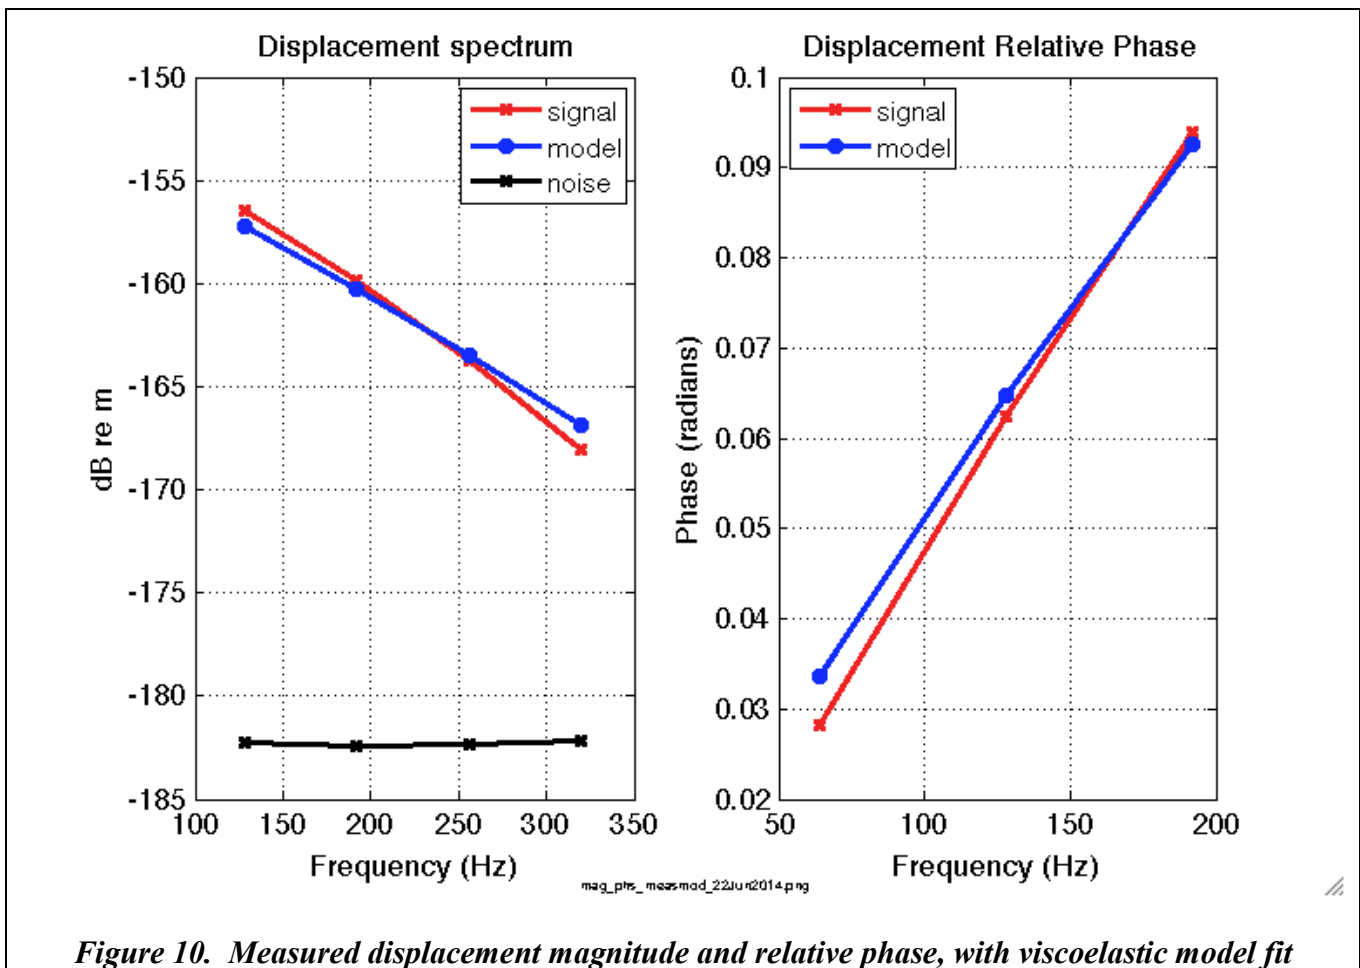 Displacement spectrum
-150
-155
-160
-165
-170
-175
-180
-185
dB re m
100 150 200 250 300 350
Frequency (Hz)
signal
model
noise
Displacement Relative Phase
0.1
0.09
0.08
0.07
0.06
0.05
0.04
0.03
0.02
Phase (radians)
50 100 150 200
Frequency (Hz)
signal
model
mag_phs_measmod_22Jun2014.png
Figure 10. Measured displacement magnitude and relative phase, with viscoelastic model fit